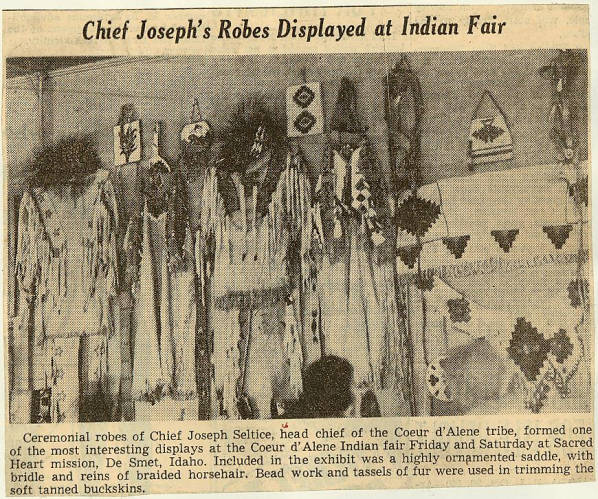 Chief Joseph's Robes Displayed at Indian Fair
Ceremonial robes of Chief Joseph Seltice, head chief of the Coeur d'Alene tribe, formed one
of the most interesting displays at the Coeur d'Alene Indian fair Friday and Saturday at Sacred
Heart mission, De Smet, Idaho. Included in the exhibit was a highly ornamented saddle, with
bridle and reins of braided horsehair. Bead work and tassels of fur were used in trimming the
soft tanned buckskins.